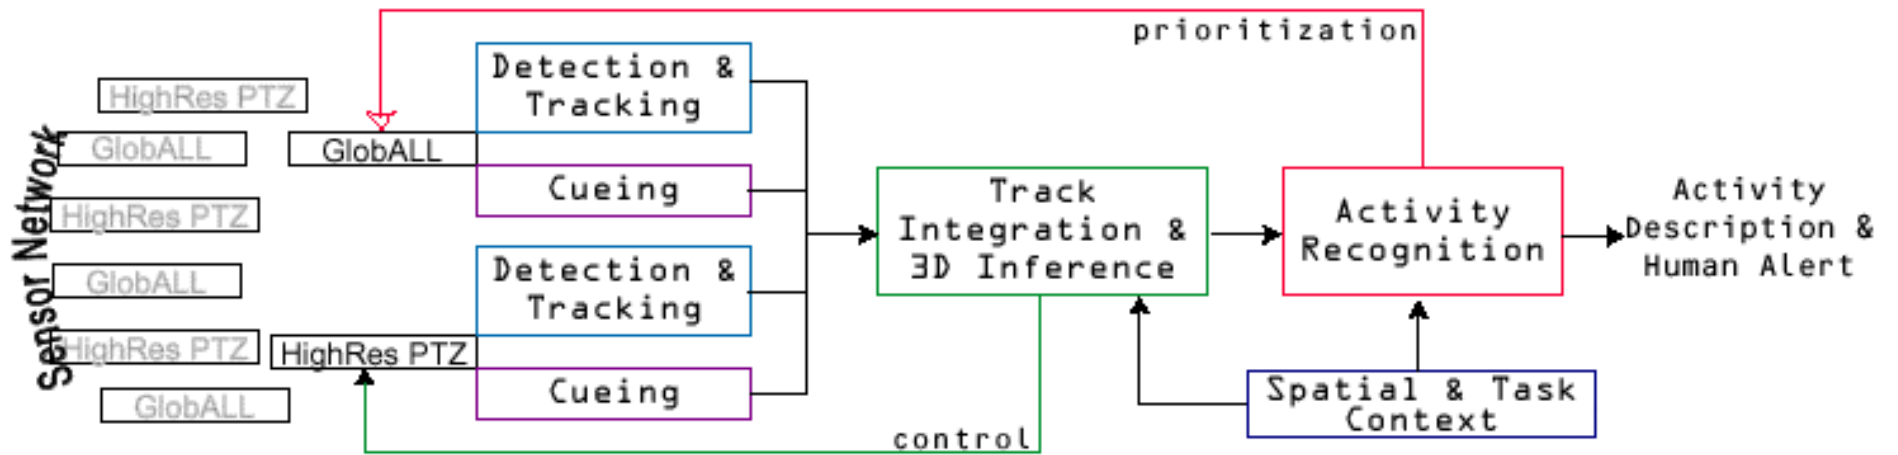 prioritization
Detection &
Tracking
HighRes PTZ
GlobALL
GlobALL
Cueing
HighRes PTZ
Sensor Network
Track
Integration &
3D Inference
Activity
Recognition
Activity
Description &
Human Alert
GlobALL
Detection &
Tracking
HighRes PTZ
HighRes PTZ
Cueing
GlobALL
Spatial & Task
Context
control